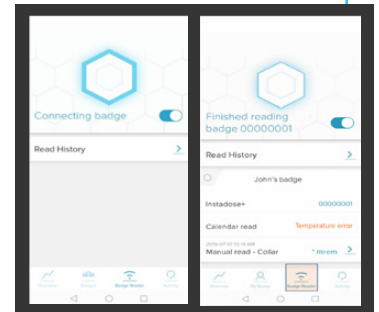 Connecting badge
Read History
Badge Reader
Finished reading
badge 00000001
Read History
John's badge
Instadose+
00000001
Calendar read
Temperature error
Manual read - Collar
* mrem
Badge Reader